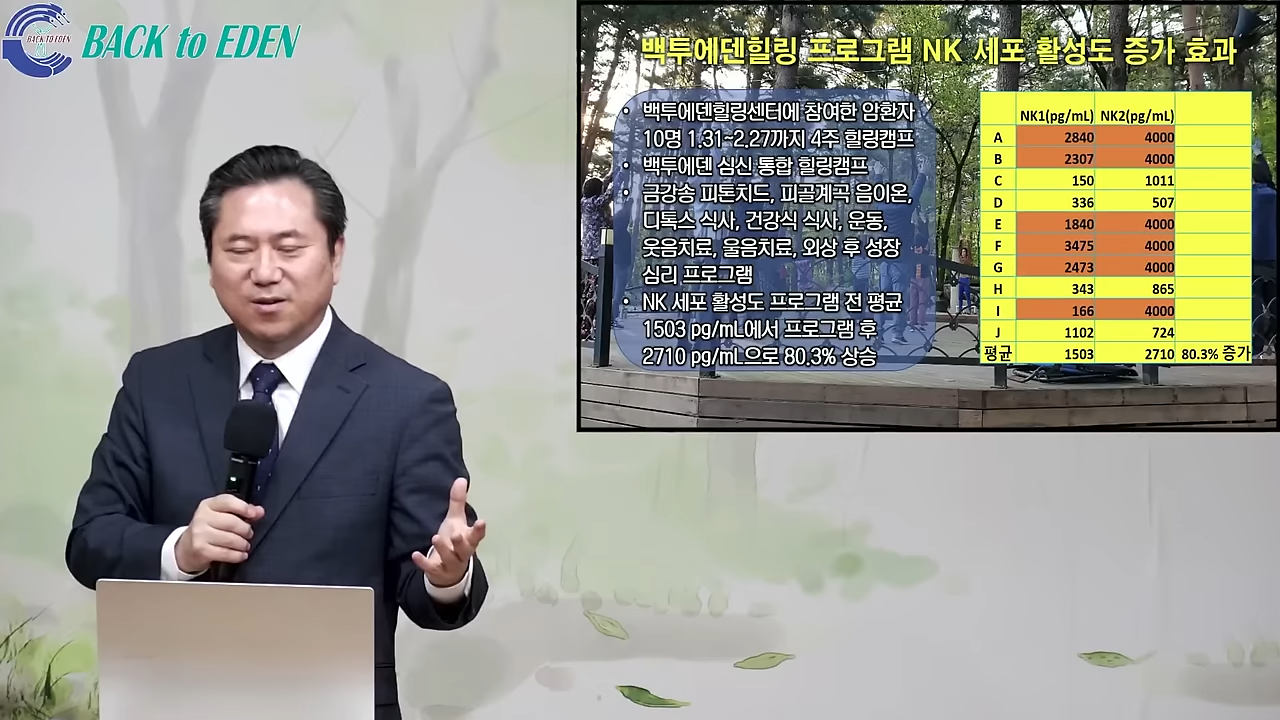 BACK TO EDEN
BACK to EDEN
백투에덴힐링 프로그램 NK 세포 활성도 증가 효과
• 백투에덴힐링센터에 참여한 암환자
10명 1.31~2.27까지 4주 힐링캠프
• 백투에덴 심신 통합 힐링캠프
• 금강송 피톤치드, 피골계곡 음이온,
디톡스 식사, 건강식 식사, 운동,
웃음치료, 울음치료, 외상 후 성장
심리 프로그램
• NK 세포 활성도 프로그램 전 평균
1503 pg/mL에서 프로그램 후
2710 pg/mL으로 80.3% 상승
NK1(pg/mL) NK2(pg/mL)
A 2840 4000
B 2307 4000
C 150 1011
D 336 507
E 1840 4000
F 3475 4000
G 2473 4000
H 343 865
I 166 4000
J 1102 724
평균 1503 2710 80.3% 증가